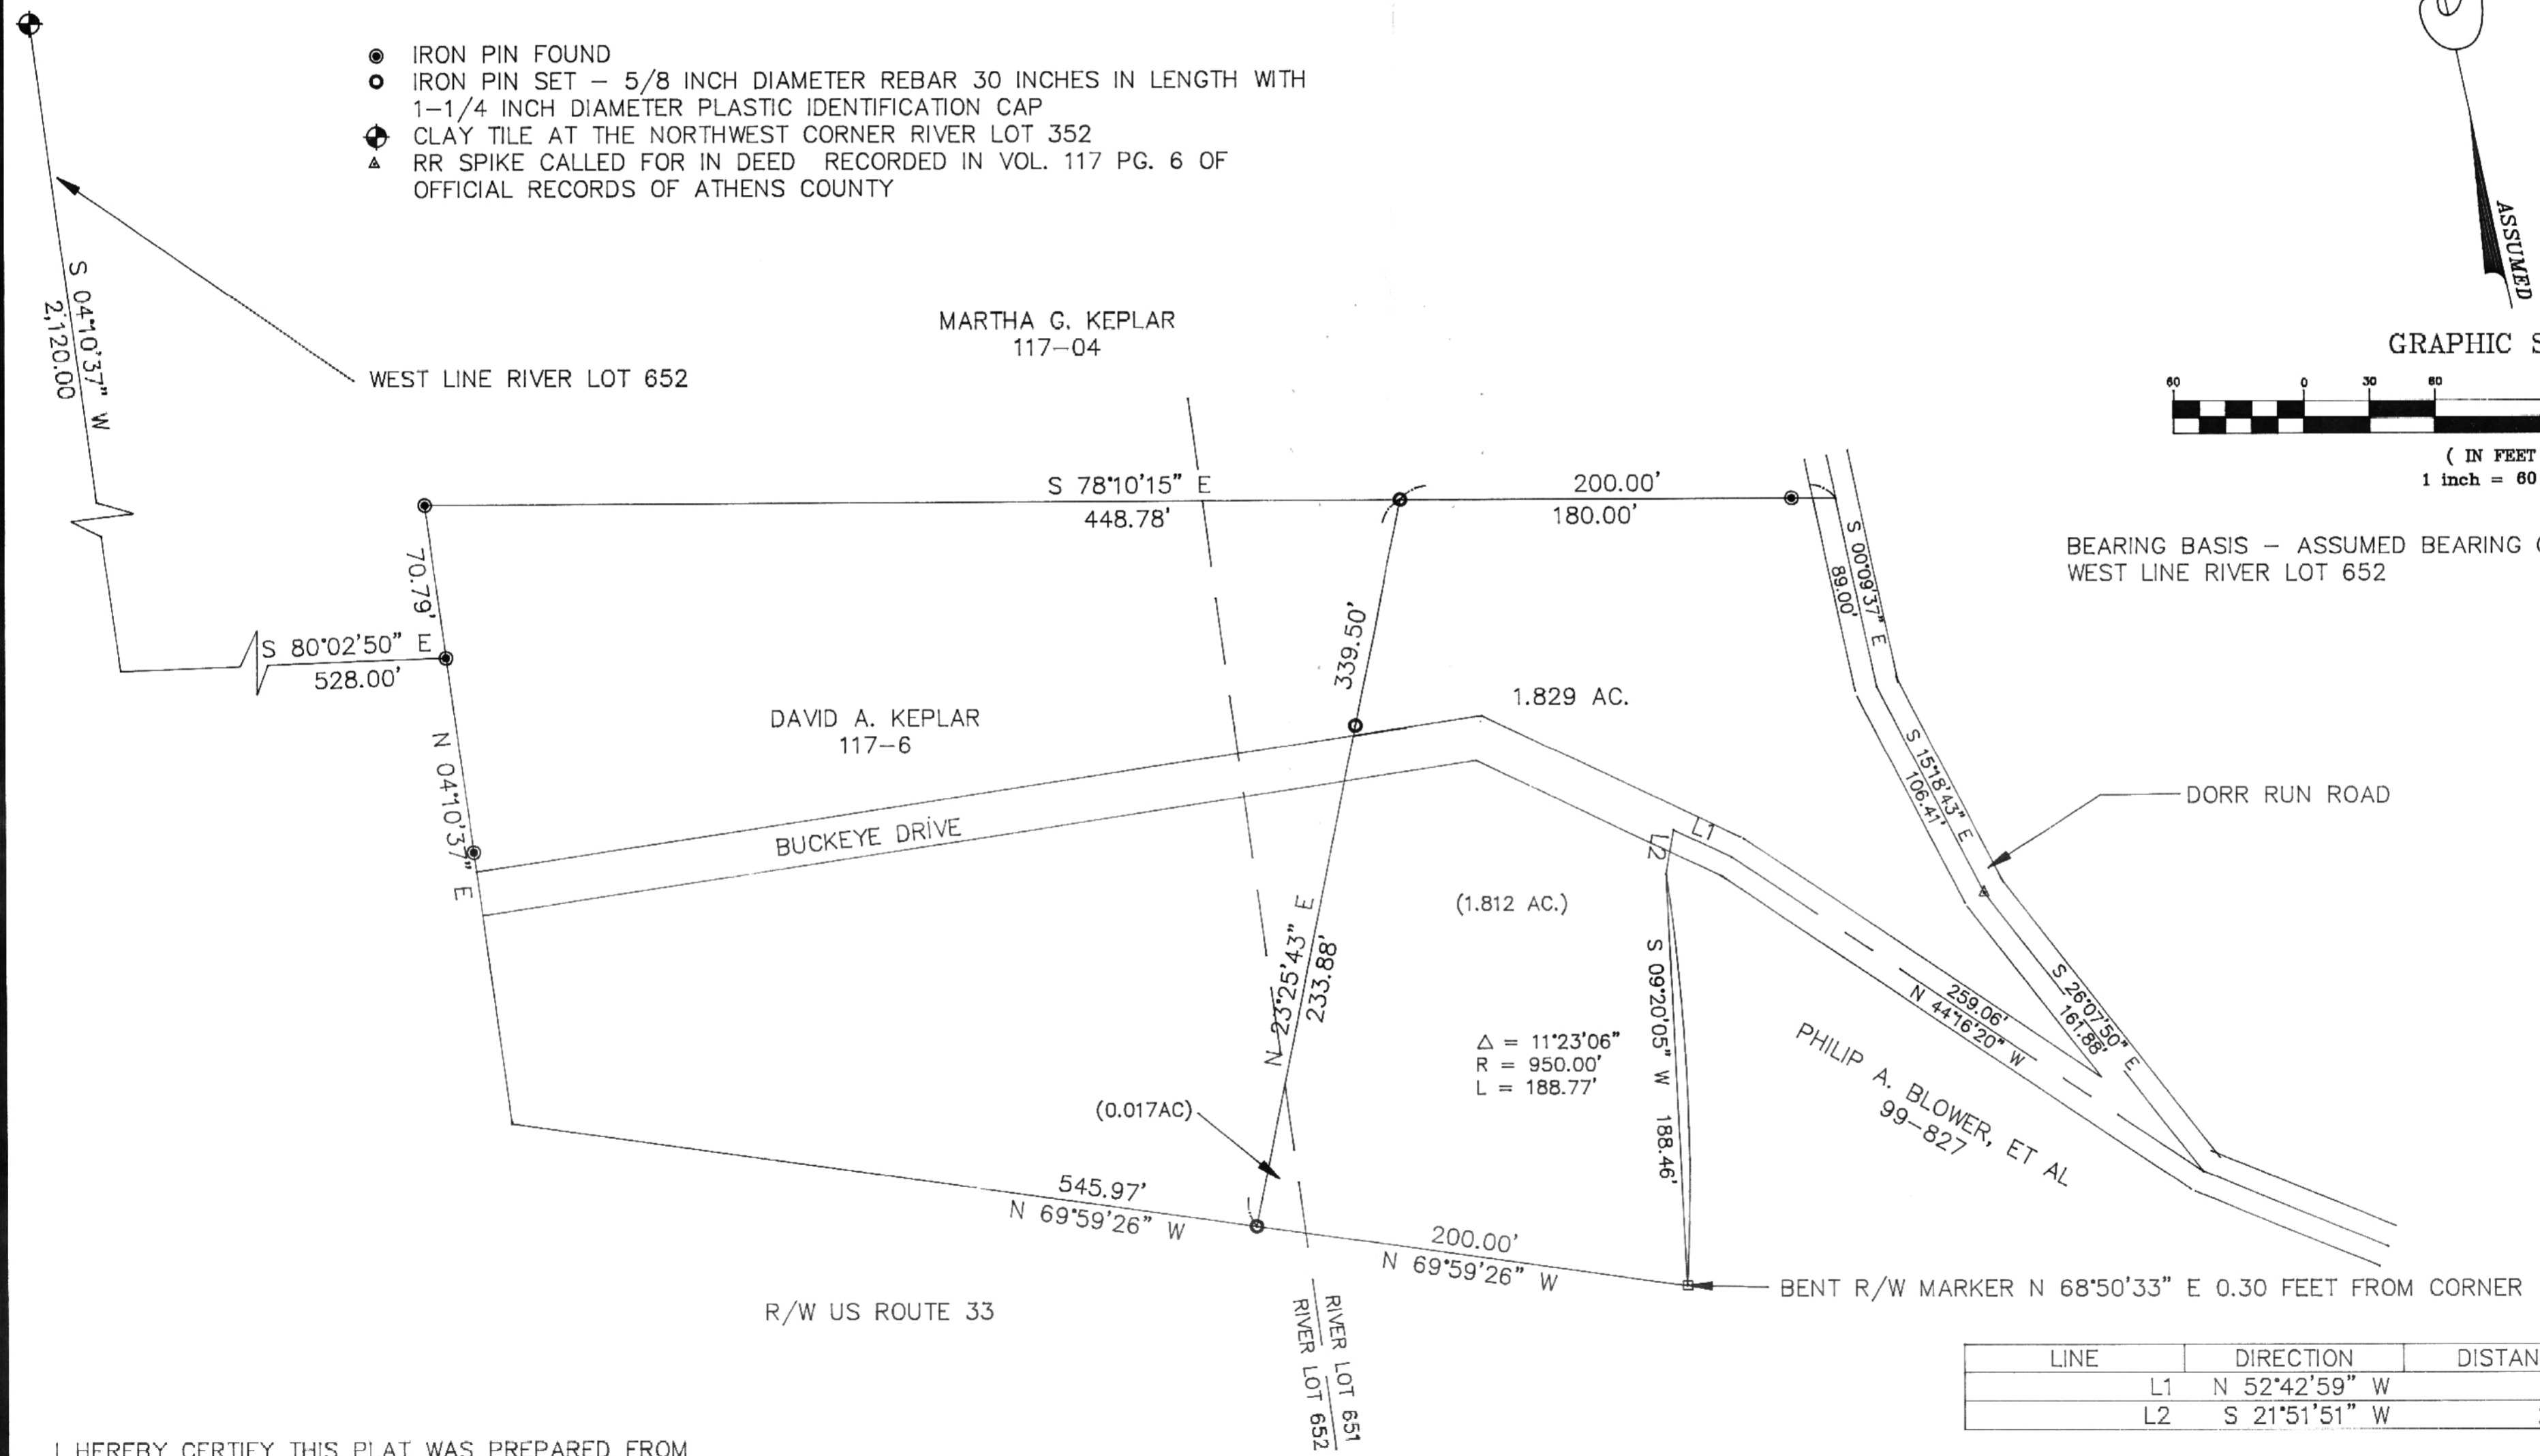 IRON PIN FOUND
IRON PIN SET – 5/8 INCH DIAMETER REBAR 30 INCHES IN LENGTH WITH
1–1/4 INCH DIAMETER PLASTIC IDENTIFICATION CAP
CLAY TILE AT THE NORTHWEST CORNER RIVER LOT 352
RR SPIKE CALLED FOR IN DEED RECORDED IN VOL. 117 PG. 6 OF
OFFICIAL RECORDS OF ATHENS COUNTY
ASSUMED
S 04°10'37" W
2,120.00
WEST LINE RIVER LOT 652
MARTHA G. KEPLAR
117–04
GRAPHIC
60 0 30 60
( IN FEET
1 inch = 60
BEARING BASIS – ASSUMED BEARING
WEST LINE RIVER LOT 652
S 78°10'15" E
448.78'
200.00'
180.00'
S 00°09'37" E
89.00'
70.79'
S 80°02'50" E
528.00'
339.50'
1.829 AC.
DAVID A. KEPLAR
117–6
N 04°10'37" E
BUCKEYE DRIVE
L1
L2
S 15°18'43" E
106.41'
DORR RUN ROAD
(1.812 AC.)
N 23°25'43" E
233.88'
S 09°20'05" W 188.46'
△ = 11°23'06"
R = 950.00'
L = 188.77'
259.06'
N 44°16'20" W
S 26°07'50" E
161.88'
PHILIP A. BLOWER, ET AL
99–827
(0.017AC)
545.97'
N 69°59'26" W
200.00'
N 69°59'26" W
BENT R/W MARKER N 68°50'33" E 0.30 FEET FROM CORNER
R/W US ROUTE 33
RIVER LOT 651
RIVER LOT 652
LINE DIRECTION DISTAN
L1 N 52°42'59" W
L2 S 21°51'51" W
I HEREBY CERTIFY THIS PLAT WAS PREPARED FROM